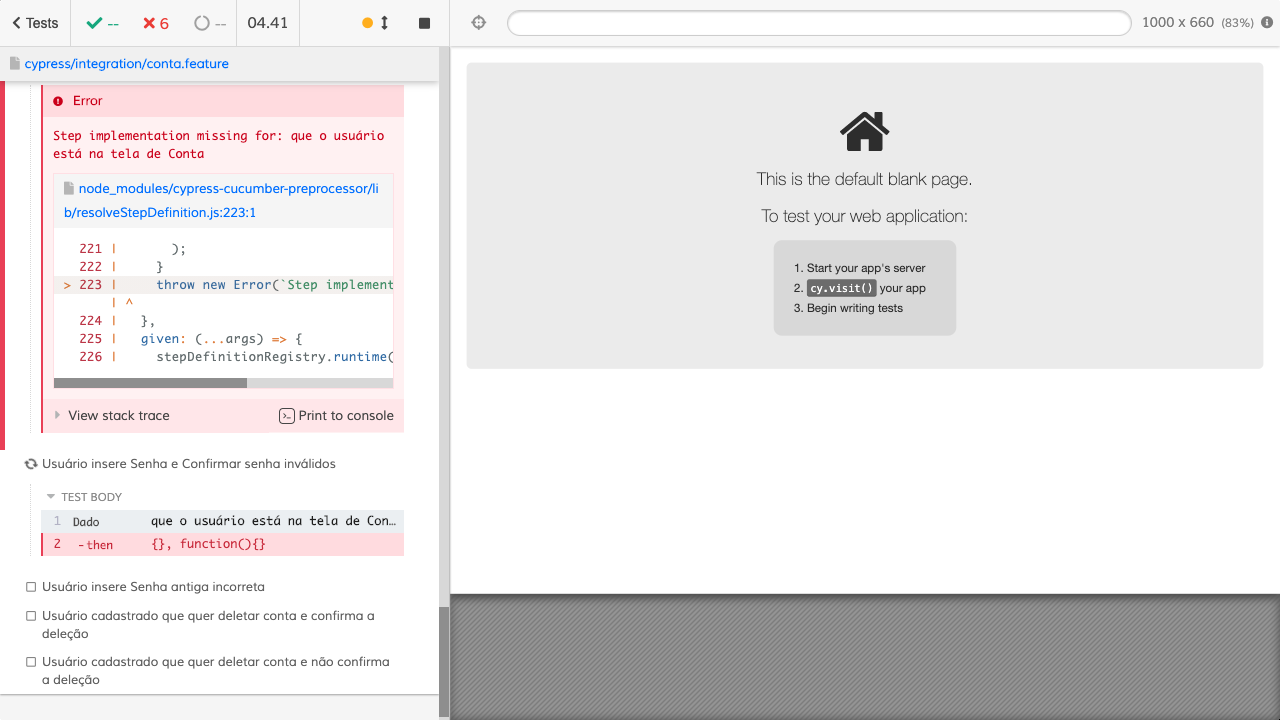 Tests
--
6
--
04.41
1000 x 660 (83%)
cypress/integration/conta.feature
Error
Step implementation missing for: que o usuário
está na tela de Conta
node_modules/cypress-cucumber-preprocessor/li
b/resolveStepDefinition.js:223:1
221 |       );
222 |     }
> 223 |     throw new Error(`Step implement
| ^
224 |   },
225 |   given: (...args) => {
226 |     stepDefinitionRegistry.runtime(
View stack trace
Print to console
Usuário insere Senha e Confirmar senha inválidos
TEST BODY
1 Dado que o usuário está na tela de Con…
2 -then {}, function(){}
Usuário insere Senha antiga incorreta
Usuário cadastrado que quer deletar conta e confirma a
deleção
Usuário cadastrado que quer deletar conta e não confirma
a deleção
This is the default blank page.
To test your web application:
1. Start your app's server
2. cy.visit() your app
3. Begin writing tests